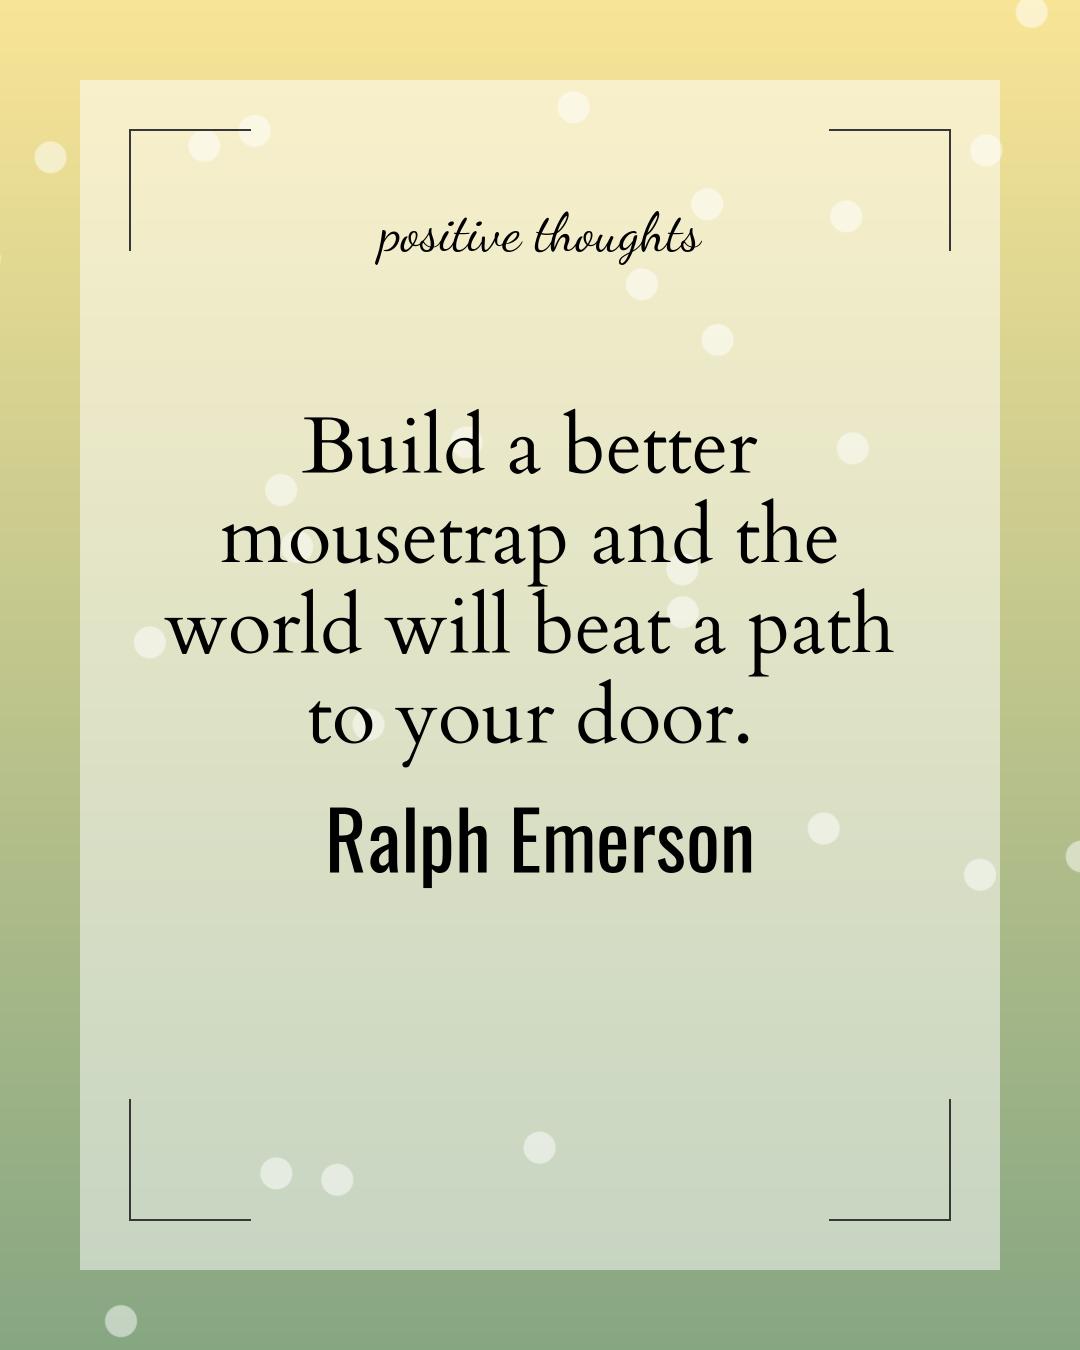 positive thoughts
Build a better
mousetrap and the
world will beat a path
to your door.
Ralph Emerson